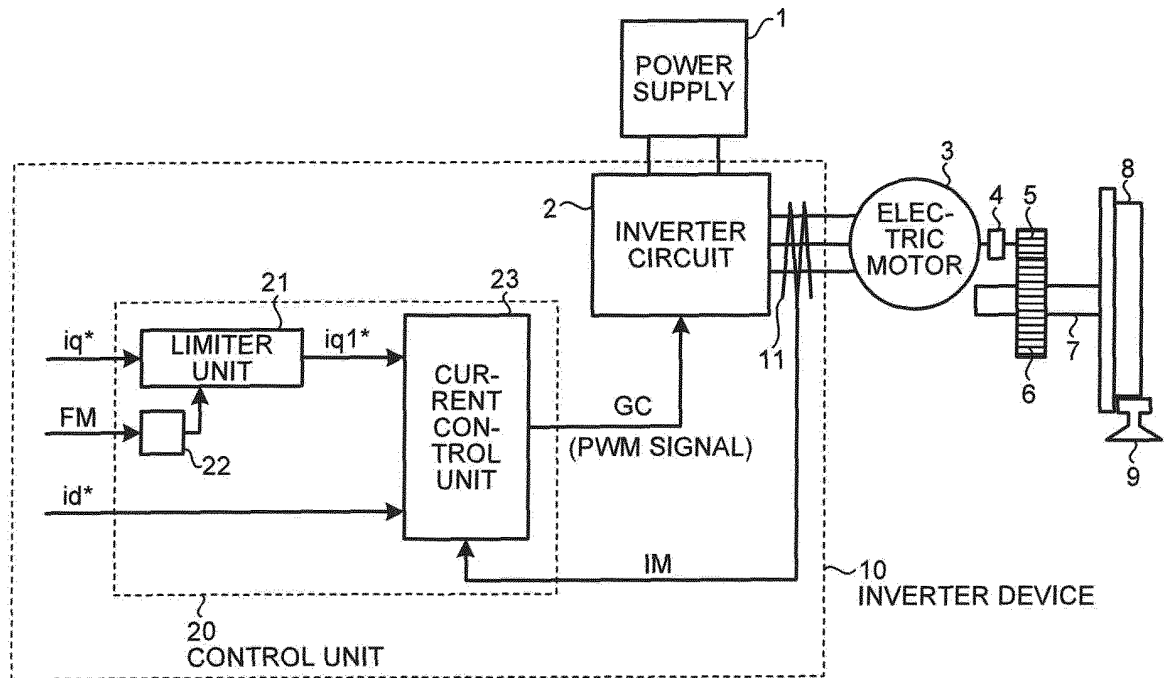 1
POWER
SUPPLY
2
INVERTER
CIRCUIT
3
ELEC-
TRIC
MOTOR
4
5
8
11
6
7
9
21
LIMITER
UNIT
iq*
iq1*
23
CUR-
RENT
CON-
TROL
UNIT
FM
22
GC
(PWM SIGNAL)
id*
IM
10
INVERTER DEVICE
20
CONTROL UNIT